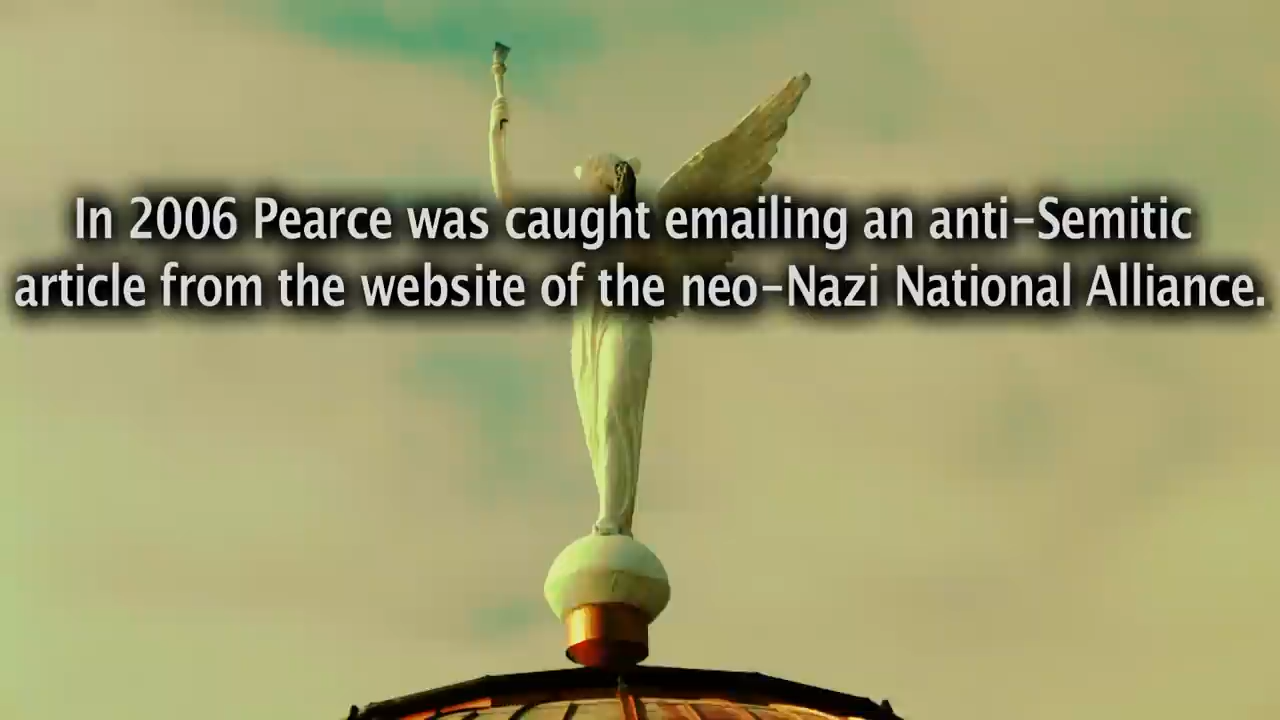 In 2006 Pearce was caught emailing an anti-Semitic
article from the website of the neo-Nazi National Alliance.